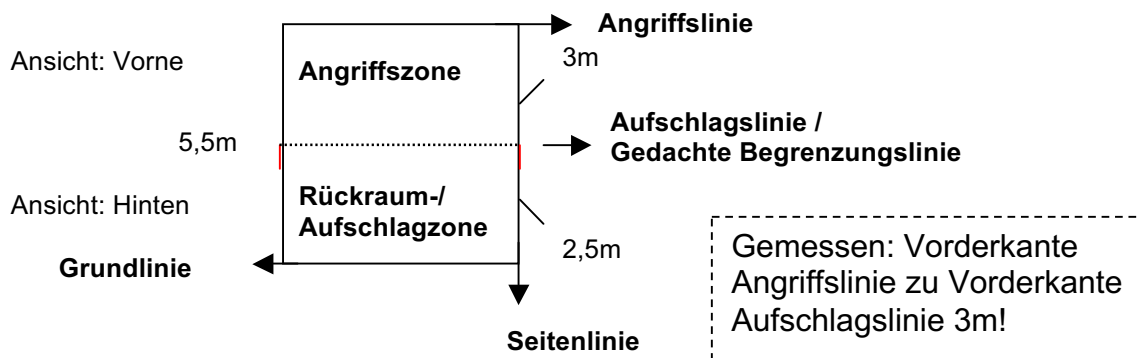 Angriffslinie
Ansicht: Vorne
Angriffszone
3m
Aufschlagslinie /
Gedachte Begrenzungslinie
5,5m
Ansicht: Hinten
Rückraum-/
Aufschlagzone
2,5m
Grundlinie
Seitenlinie
Gemessen: Vorderkante
Angriffslinie zu Vorderkante
Aufschlagslinie 3m!